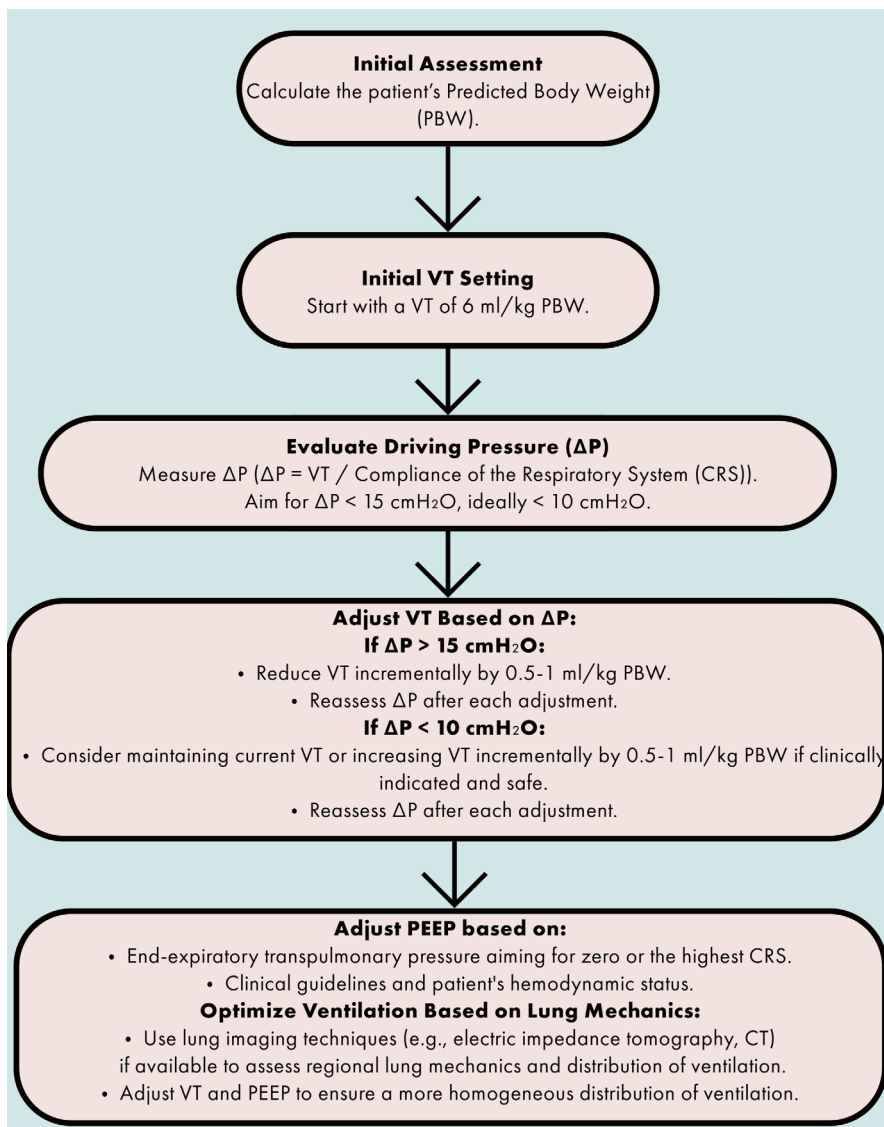 Initial Assessment
Calculate the patient's Predicted Body Weight
(PBW).
Initial VT Setting
Start with a VT of 6 ml/kg PBW.
Evaluate Driving Pressure (ΔP)
Measure ΔP (ΔP = VT / Compliance of the Respiratory System (CRS)).
Aim for ΔP < 15 cmH₂O, ideally < 10 cmH₂O.
Adjust VT Based on ΔP:
If ΔP > 15 cmH₂O:
• Reduce VT incrementally by 0.5-1 ml/kg PBW.
• Reassess ΔP after each adjustment.
If ΔP < 10 cmH₂O:
• Consider maintaining current VT or increasing VT incrementally by 0.5-1 ml/kg PBW if clinically
indicated and safe.
• Reassess ΔP after each adjustment.
Adjust PEEP based on:
• End-expiratory transpulmonary pressure aiming for zero or the highest CRS.
• Clinical guidelines and patient's hemodynamic status.
Optimize Ventilation Based on Lung Mechanics:
• Use lung imaging techniques (e.g., electric impedance tomography, CT)
if available to assess regional lung mechanics and distribution of ventilation.
• Adjust VT and PEEP to ensure a more homogeneous distribution of ventilation.